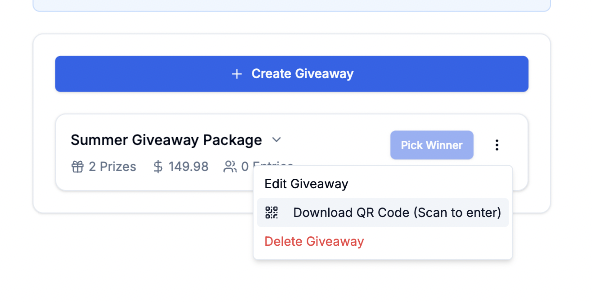 + Create Giveaway
Summer Giveaway Package
Pick Winner
2 Prizes $ 149.98 0 Entries
Edit Giveaway
Download QR Code (Scan to enter)
Delete Giveaway